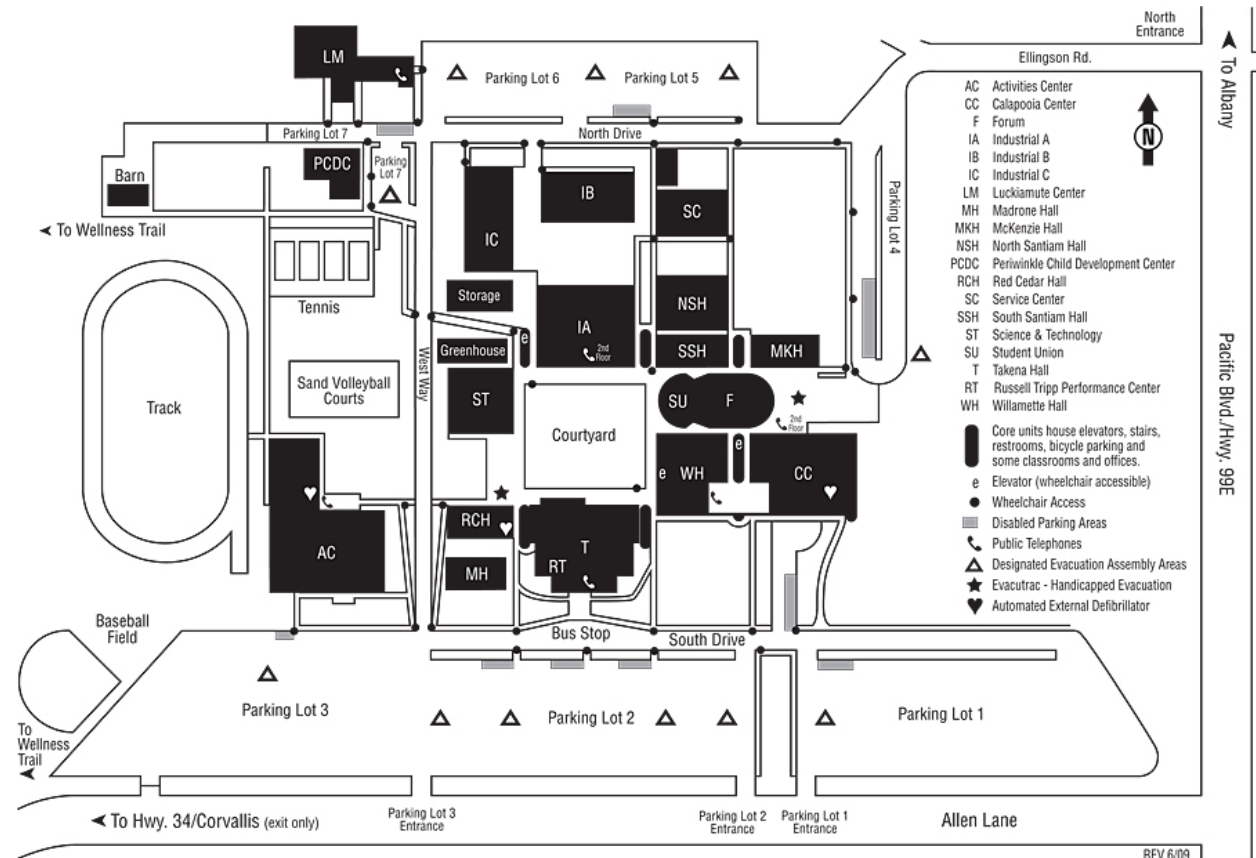 North
Entrance
Ellingson Rd.
To Albany
LM
Parking Lot 6
Parking Lot 5
AC Activities Center
CC Calapooia Center
F Forum
IA Industrial A
IB Industrial B
IC Industrial C
LM Luckiamute Center
MH Madrone Hall
MKH McKenzie Hall
NSH North Santiam Hall
PCDC Periwinkle Child Development Center
RCH Red Cedar Hall
SC Service Center
SSH South Santiam Hall
ST Science & Technology
SU Student Union
T Takena Hall
RT Russell Tripp Performance Center
WH Willamette Hall
Core units house elevators, stairs,
restrooms, bicycle parking and
some classrooms and offices.
e Elevator (wheelchair accessible)
Wheelchair Access
Disabled Parking Areas
Public Telephones
Designated Evacuation Assembly Areas
Evacutrac - Handicapped Evacuation
Automated External Defibrillator
N
Parking Lot 7
North Drive
PCDC
Parking
Lot 7
Barn
IB
SC
Parking Lot 4
To Wellness Trail
IC
Storage
NSH
Tennis
IA
2nd
Floor
e
Greenhouse
SSH
MKH
West Way
Pacific Blvd./Hwy. 99E
Sand Volleyball
Courts
Track
ST
Courtyard
SU
F
2nd
Floor
e
e
WH
CC
RCH
AC
T
RT
MH
Baseball
Field
Bus Stop
South Drive
Parking Lot 3
Parking Lot 2
Parking Lot 1
To
Wellness
Trail
To Hwy. 34/Corvallis (exit only)
Parking Lot 3
Entrance
Parking Lot 2
Entrance
Parking Lot 1
Entrance
Allen Lane
REV 6/09